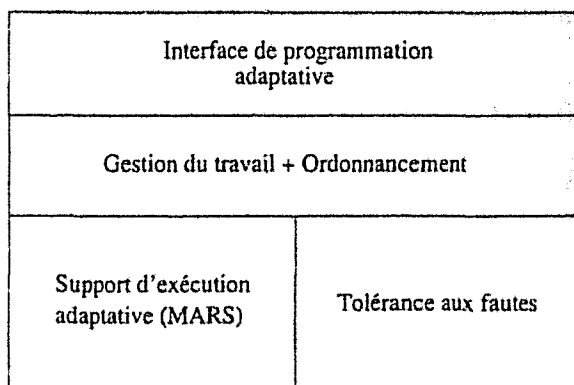 Interface de programmation
adaptative
Gestion du travail + Ordonnancement
Support d'exécution
adaptative (MARS)
Tolérance aux fautes